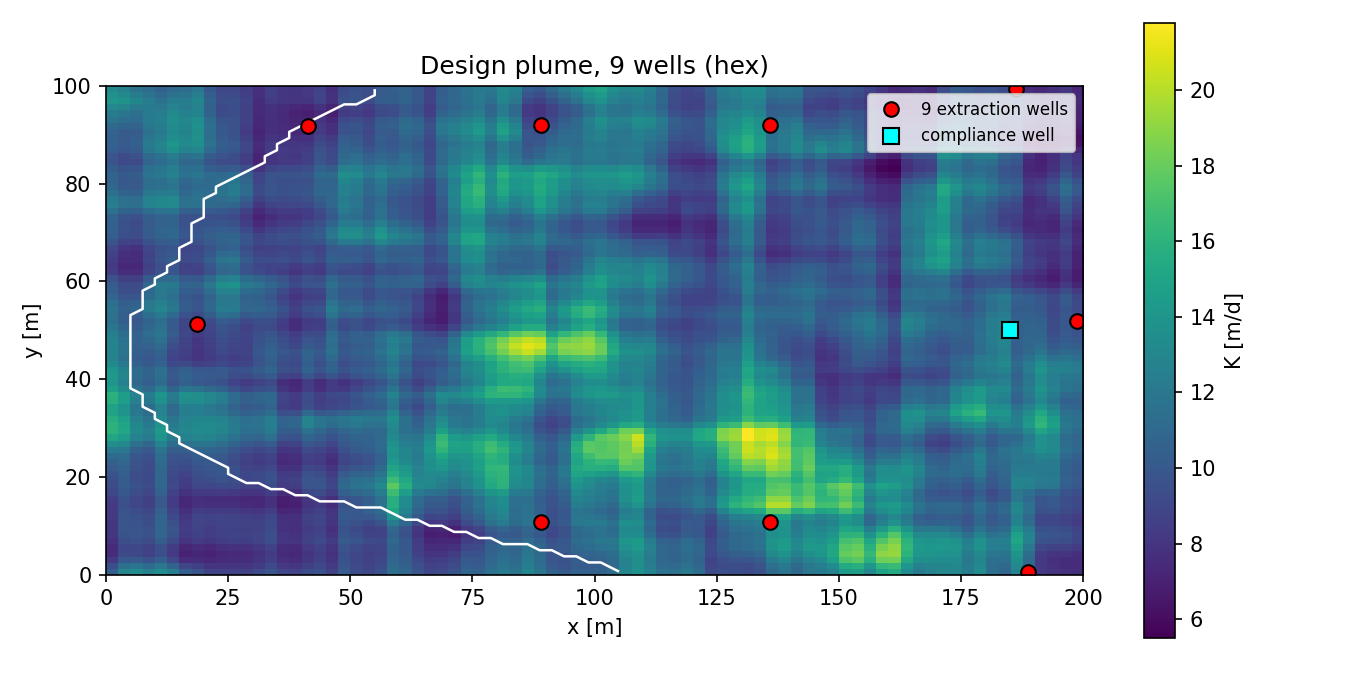 Design plume, 9 wells (hex)
9 extraction wells
compliance well
y [m]
100
80
60
40
20
0
0 25 50 75 100 125 150 175 200
x [m]
20
18
16
14
12
10
8
6
K [m/d]